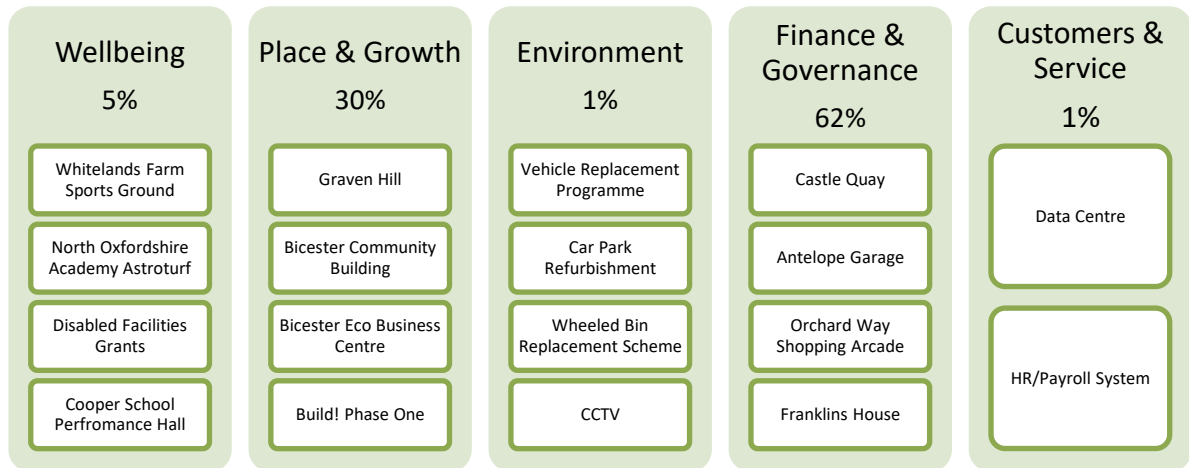 Wellbeing
5%
Whitelands Farm
Sports Ground
North Oxfordshire
Academy Astroturf
Disabled Facilities
Grants
Cooper School
Perfromance Hall
Place & Growth
30%
Graven Hill
Bicester Community
Building
Bicester Eco Business
Centre
Build! Phase One
Environment
1%
Vehicle Replacement
Programme
Car Park
Refurbishment
Wheeled Bin
Replacement Scheme
CCTV
Finance &
Governance
62%
Castle Quay
Antelope Garage
Orchard Way
Shopping Arcade
Franklins House
Customers &
Service
1%
Data Centre
HR/Payroll System